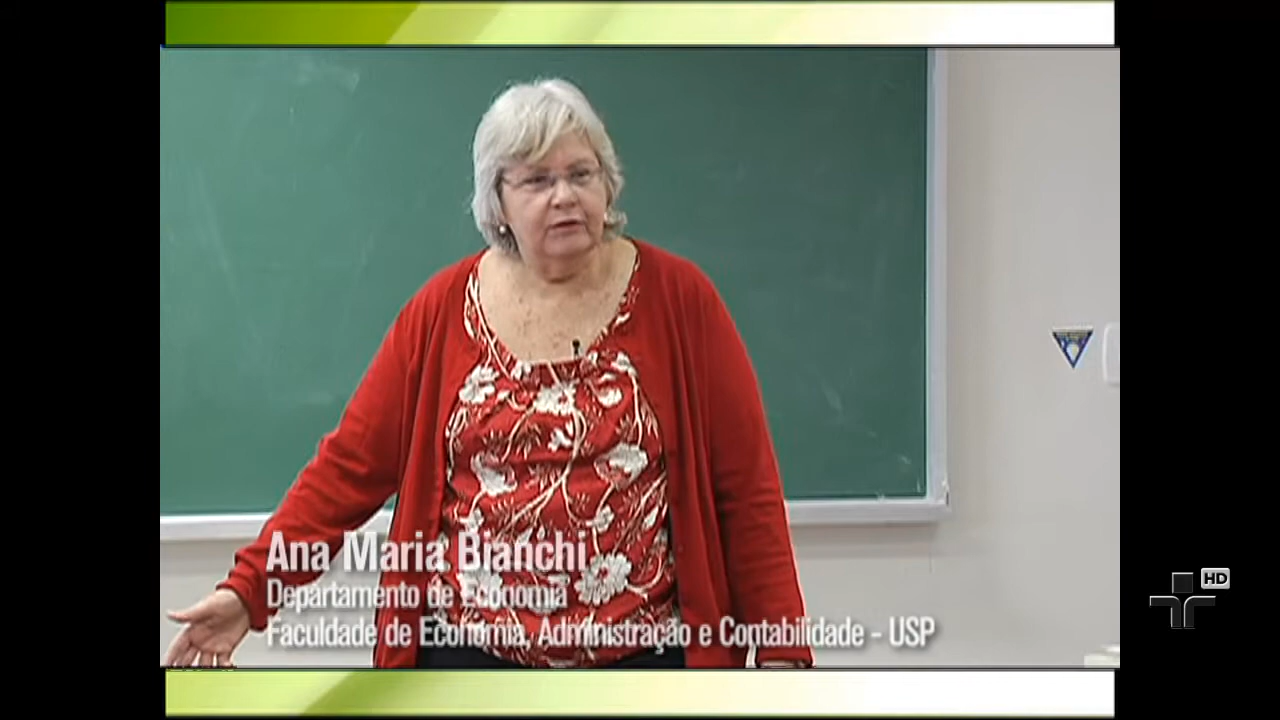 Ana Maria Bianchi
Departamento de Economia
Faculdade de Economia, Administração e Contabilidade - USP
HD